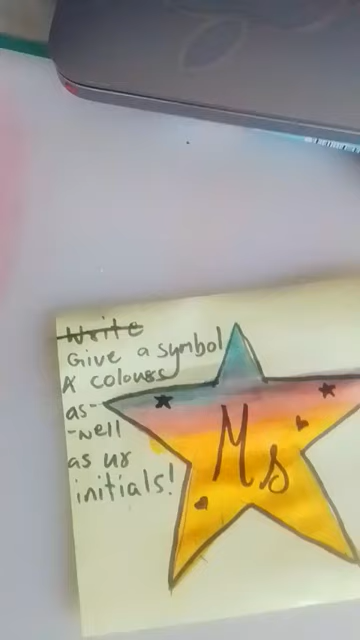 Write
Give a symbol
& colours
as-
-well
as ur
initials!
Ms